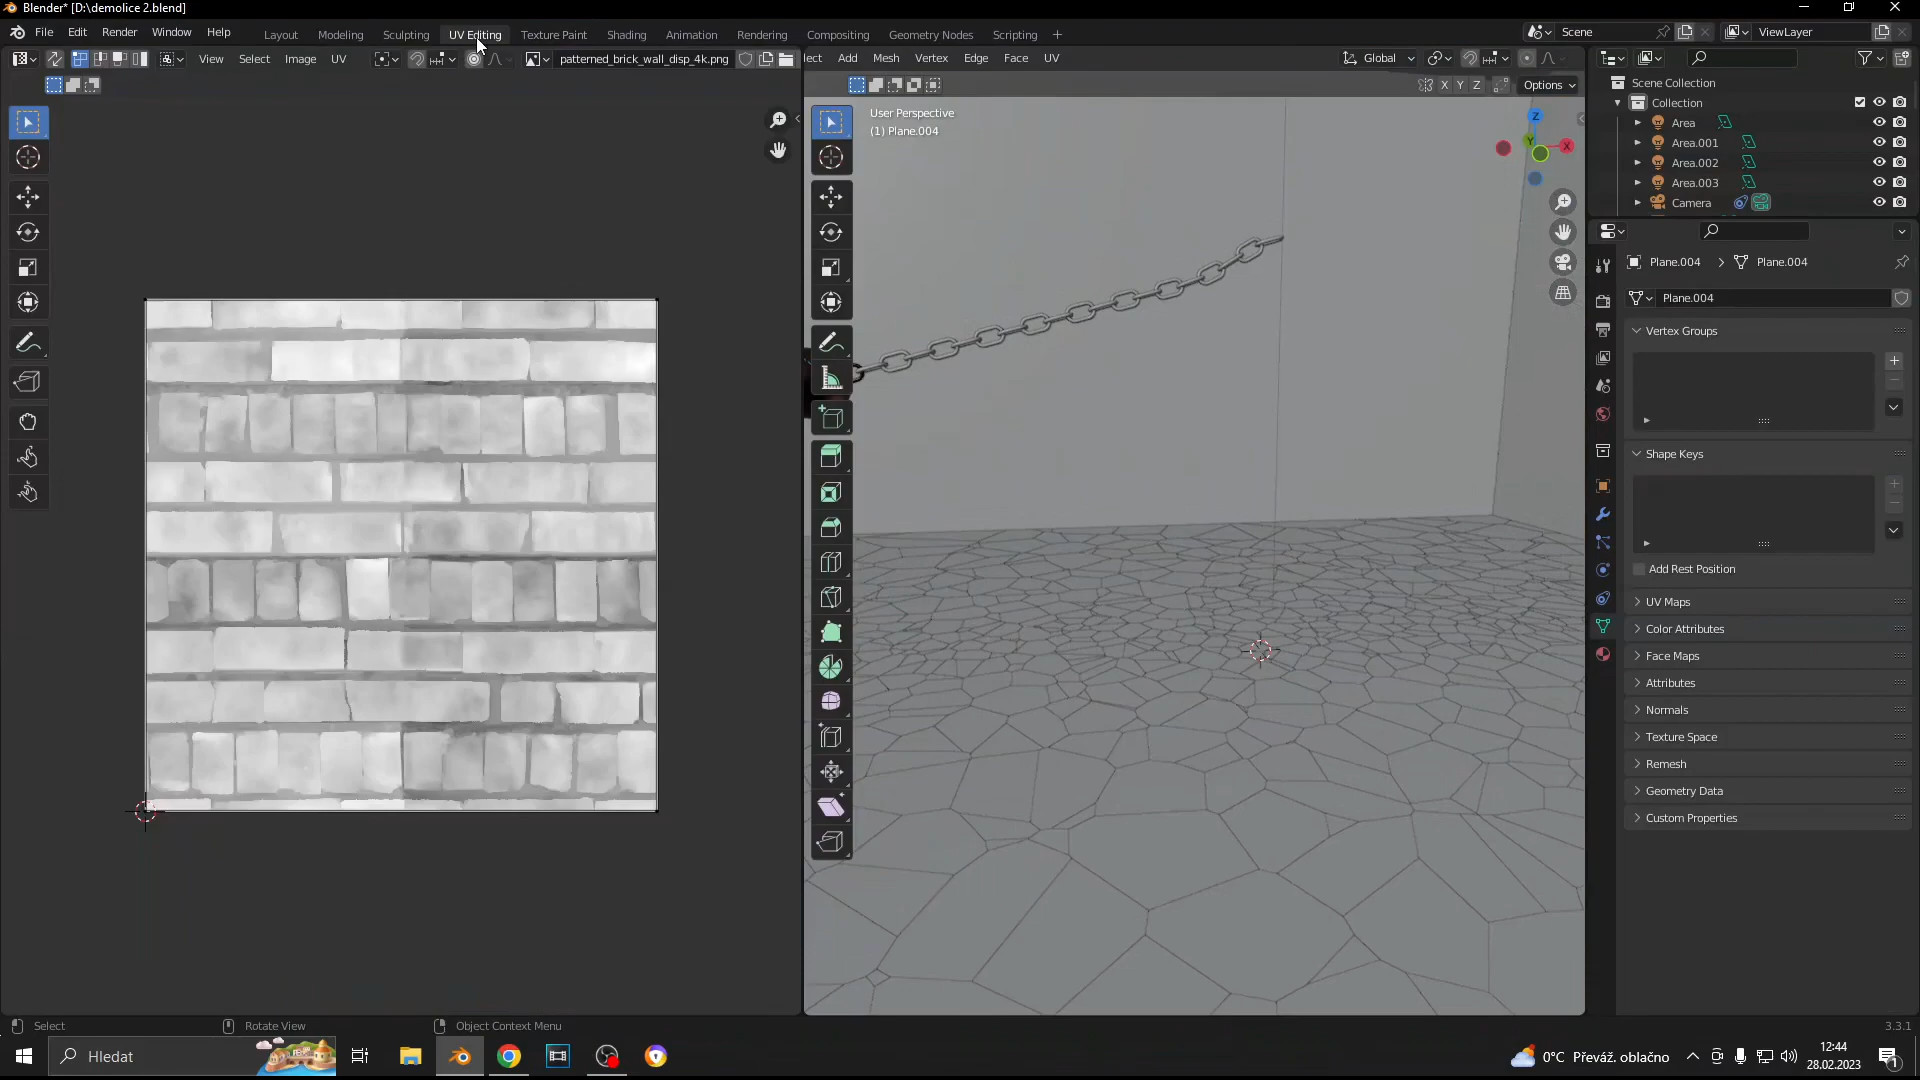 Blender* [D:\demolice 2.blend]
File Edit Render Window Help Layout Modeling Sculpting UV Editing Texture Paint Shading Animation Rendering Compositing Geometry Nodes Scripting + Scene ViewLayer
View Select Image UV patterned_brick_wall_disp_4k.png
lect Add Mesh Vertex Edge Face UV Global
X Y Z Options
User Perspective
(1) Plane.004
Z
Y
X
Scene Collection
Collection
Area
Area.001
Area.002
Area.003
Camera
Plane.004 > Plane.004
Plane.004
Vertex Groups
Shape Keys
Add Rest Position
UV Maps
Color Attributes
Face Maps
Attributes
Normals
Texture Space
Remesh
Geometry Data
Custom Properties
Select Rotate View Object Context Menu 3.3.1
Hledat
0°C Převáž. oblačno
12:44
28.02.2023
1